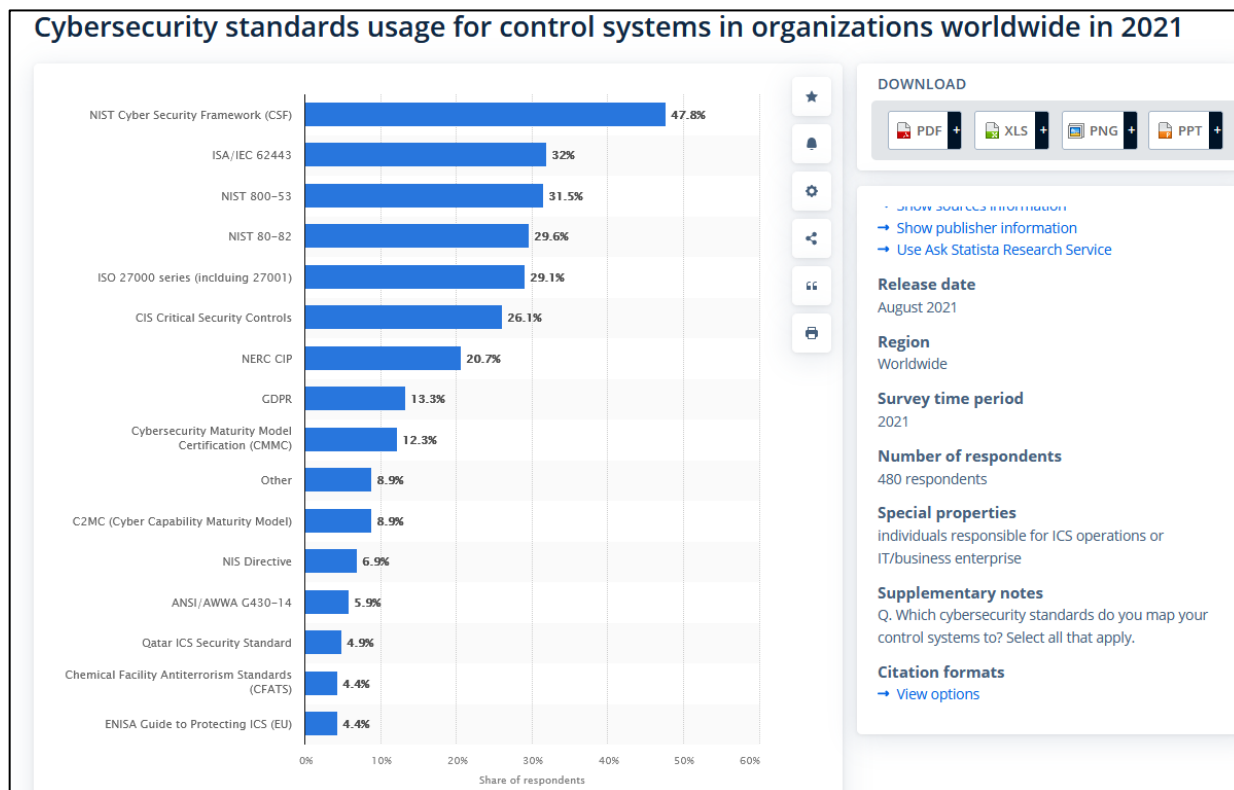 Cybersecurity standards usage for control systems in organizations worldwide in 2021
NIST Cyber Security Framework (CSF)
47.8%
ISA/IEC 62443
32%
NIST 800-53
31.5%
NIST 80-82
29.6%
ISO 27000 series (inclduing 27001)
29.1%
CIS Critical Security Controls
26.1%
NERC CIP
20.7%
GDPR
13.3%
Cybersecurity Maturity Model
Certification (CMMC)
12.3%
Other
8.9%
C2MC (Cyber Capability Maturity Model)
8.9%
NIS Directive
6.9%
ANSI/AWWA G430-14
5.9%
Qatar ICS Security Standard
4.9%
Chemical Facility Antiterrorism Standards
(CFATS)
4.4%
ENISA Guide to Protecting ICS (EU)
4.4%
0% 10% 20% 30% 40% 50% 60%
Share of respondents
DOWNLOAD
PDF + XLS + PNG + PPT +
→ Show sources information
→ Show publisher information
→ Use Ask Statista Research Service
Release date
August 2021
Region
Worldwide
Survey time period
2021
Number of respondents
480 respondents
Special properties
individuals responsible for ICS operations or
IT/business enterprise
Supplementary notes
Q. Which cybersecurity standards do you map your
control systems to? Select all that apply.
Citation formats
→ View options